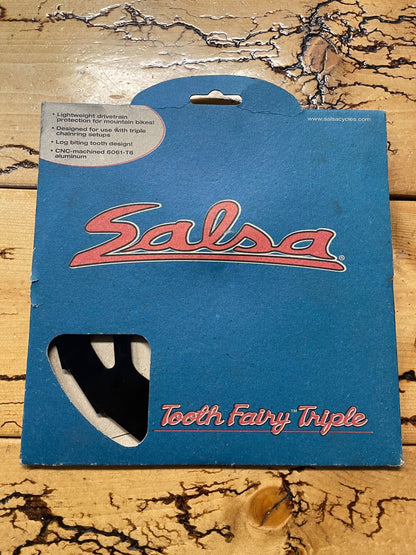 • Lightweight drivetrain
protection for mountain bikes!
• Designed for use with triple
chainring setups
• Log biting tooth design!
• CNC-machined 6061-T6
aluminum
www.salsacycles.com
Salsa®
Tooth Fairy™ Triple